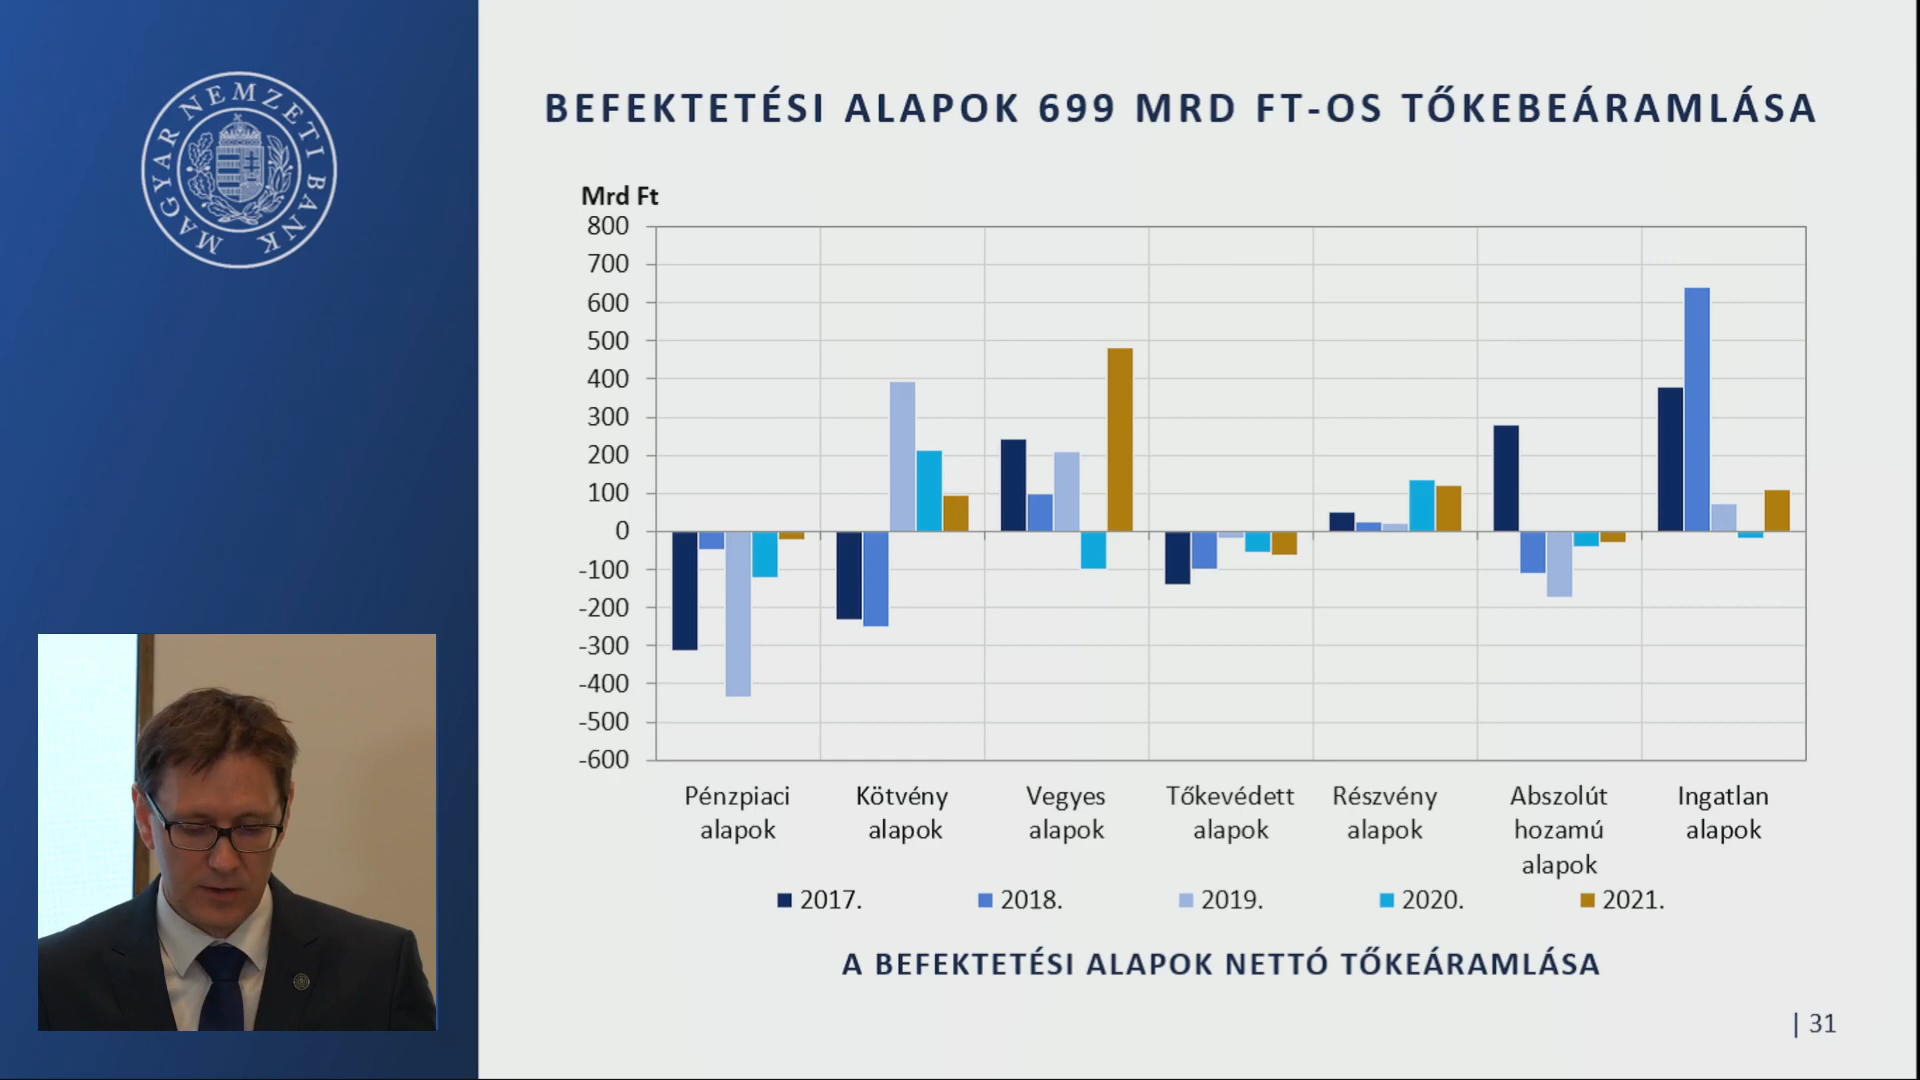 MAGYAR NEMZETI BANK
BEFEKTETÉSI ALAPOK 699 MRD FT-OS TŐKEBEÁRAMLÁSA
Mrd Ft
800
700
600
500
400
300
200
100
0
-100
-200
-300
-400
-500
-600
Pénzpiaci alapok
Kötvény alapok
Vegyes alapok
Tőkevédett alapok
Részvény alapok
Abszolút hozamú alapok
Ingatlan alapok
2017. 2018. 2019. 2020. 2021.
A BEFEKTETÉSI ALAPOK NETTÓ TŐKEÁRAMLÁSA
| 31